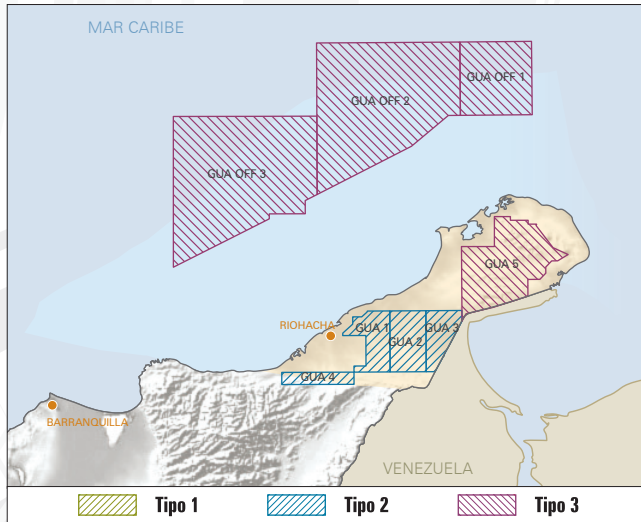 MAR CARIBE
GUA OFF 1
GUA OFF 2
GUA OFF 3
GUA 5
RIOHACHA
GUA 1
GUA 2
GUA 3
GUA 4
BARRANQUILLA
VENEZUELA
Tipo 1
Tipo 2
Tipo 3